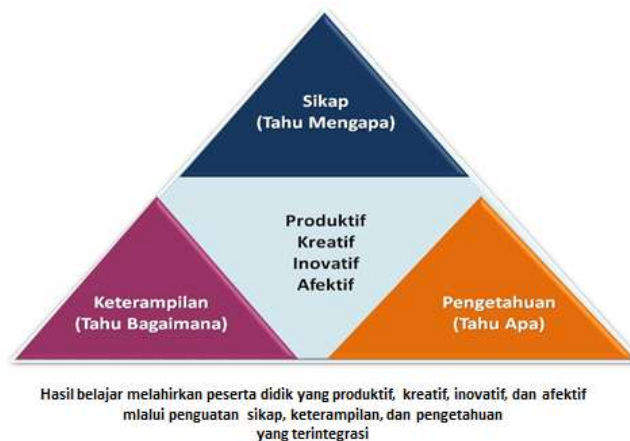 Sikap
(Tahu Mengapa)
Produktif
Kreatif
Inovatif
Afektif
Keterampilan
(Tahu Bagaimana)
Pengetahuan
(Tahu Apa)
Hasil belajar melahirkan peserta didik yang produktif, kreatif, inovatif, dan afektif
mlalui penguatan sikap, keterampilan, dan pengetahuan
yang terintegrasi